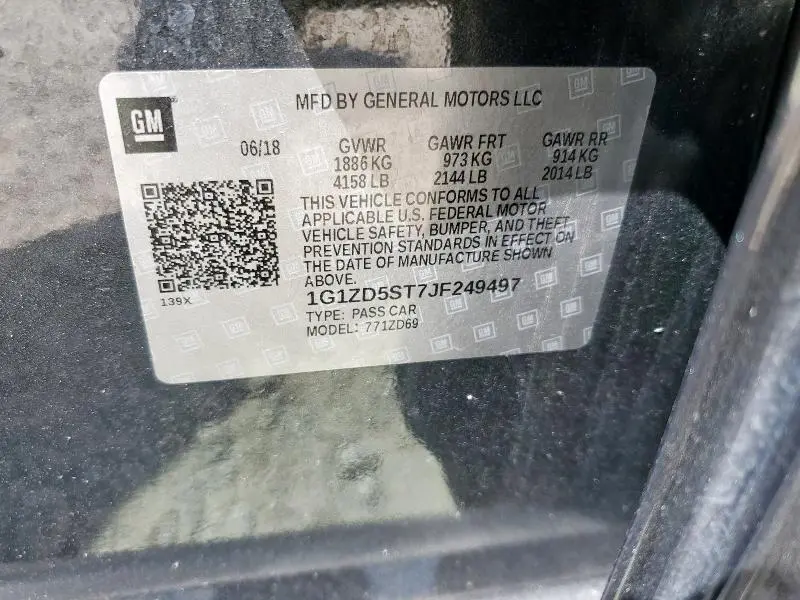 GM
MFD BY GENERAL MOTORS LLC
06/18 GVWR GAWR FRT GAWR RR
1886 KG 973 KG 914 KG
4158 LB 2144 LB 2014 LB
THIS VEHICLE CONFORMS TO ALL
APPLICABLE U.S. FEDERAL MOTOR
VEHICLE SAFETY, BUMPER, AND THEFT
PREVENTION STANDARDS IN EFFECT ON
THE DATE OF MANUFACTURE SHOWN
ABOVE.
139X
1G1ZD5ST7JF249497
TYPE: PASS CAR
MODEL: 771ZD69